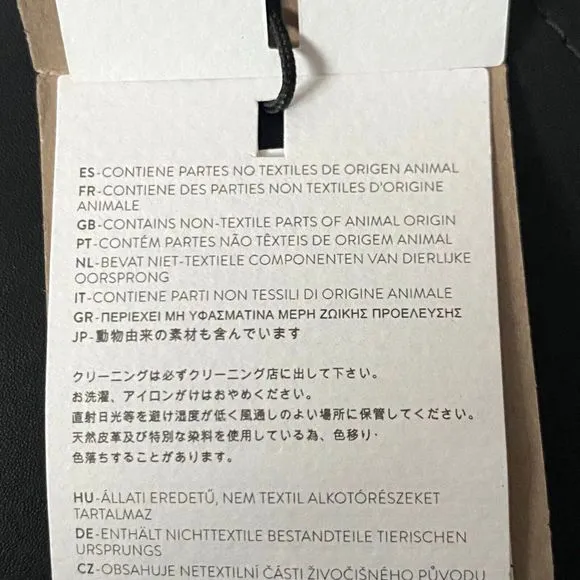 ES-CONTIENE PARTES NO TEXTILES DE ORIGEN ANIMAL
FR-CONTIENE DES PARTIES NON TEXTILES D'ORIGINE
ANIMALE
GB-CONTAINS NON-TEXTILE PARTS OF ANIMAL ORIGIN
PT-CONTÉM PARTES NÃO TÊXTEIS DE ORIGEM ANIMAL
NL-BEVAT NIET-TEXTIELE COMPONENTEN VAN DIERLIJKE
OORSPRONG
IT-CONTIENE PARTI NON TESSILI DI ORIGINE ANIMALE
GR-ΠΕΡΙΕΧΕΙ ΜΗ ΥΦΑΣΜΑΤΙΝΑ ΜΕΡΗ ΖΩΙΚΗΣ ΠΡΟΕΛΕΥΣΗΣ
JP-動物由来の素材も含んでいます
クリーニングは必ずクリーニング店に出して下さい。
お洗濯、アイロンがけはおやめください。
直射日光等を避け湿度が低く風通しのよい場所に保管してください。
天然皮革及び特別な染料を使用している為、色移り·
色落ちすることがあります。
HU-ÁLLATI EREDETŰ, NEM TEXTIL ALKOTÓRÉSZEKET
TARTALMAZ
DE-ENTHÄLT NICHTTEXTILE BESTANDTEILE TIERISCHEN
URSPRUNGS
CZ-OBSAHUJE NETEXTILNÍ ČÁSTI ŽIVOČIŠNÉHO PŮVODU